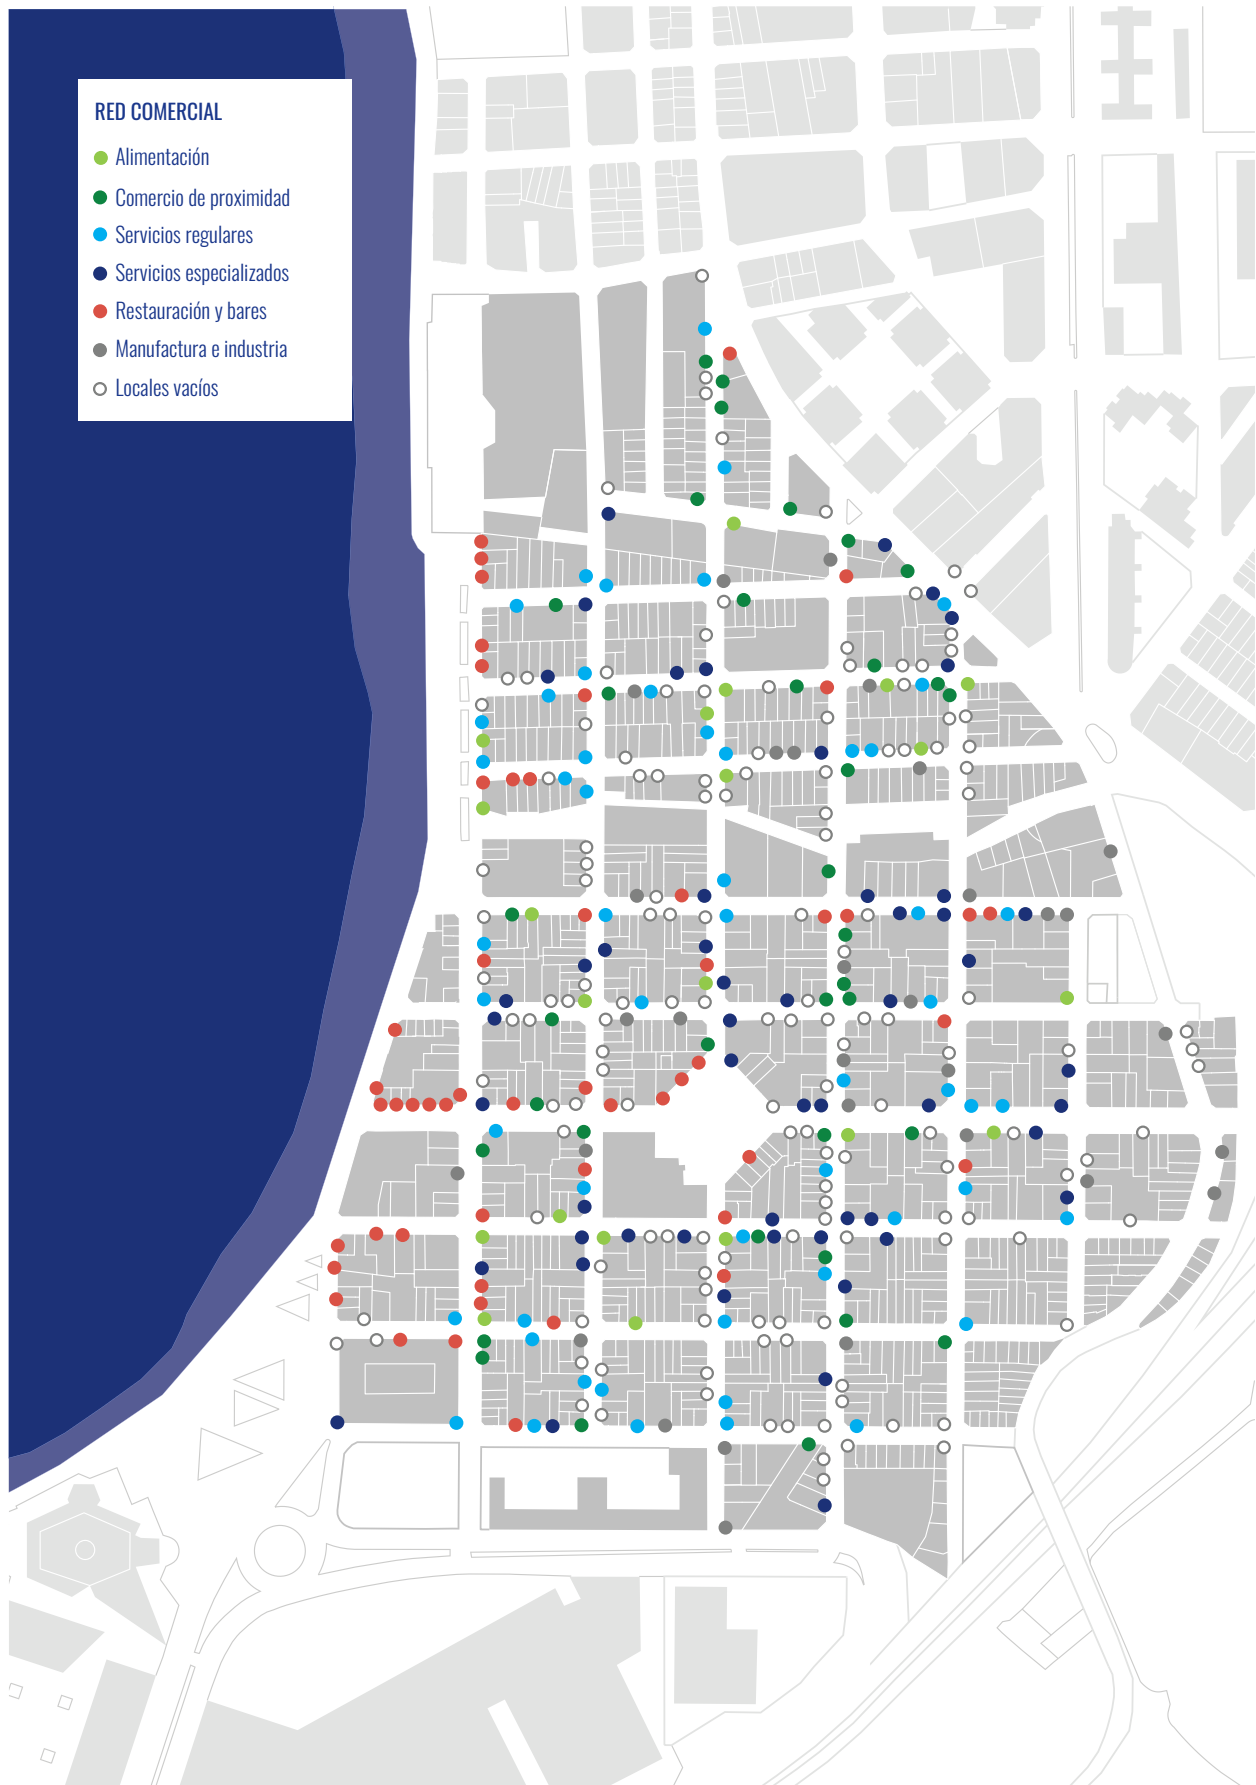 RED COMERCIAL
Alimentación
Comercio de proximidad
Servicios regulares
Servicios especializados
Restauración y bares
Manufactura e industria
Locales vacíos